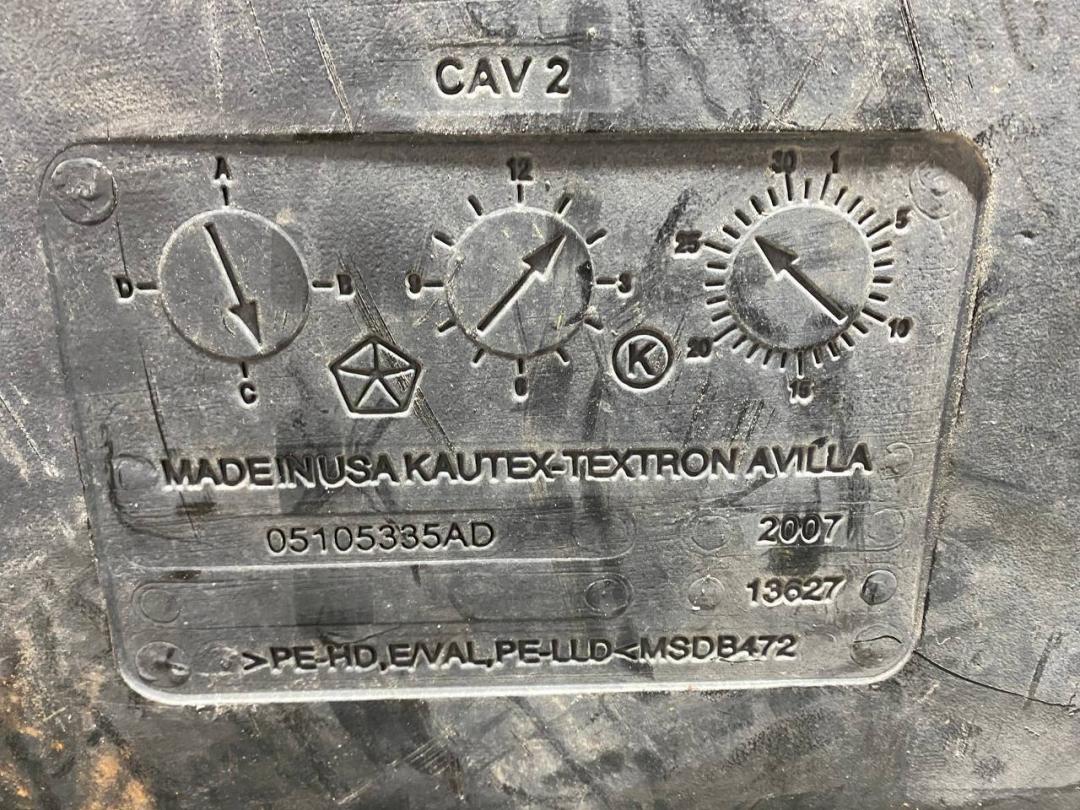 CAV 2
A 12 30 1
5
25
D B 9 3
10
20
C 6 15
K
MADE IN USA KAUTEX-TEXTRON AVILLA
05105335AD 2007
13627
>PE-HD,E/VAL,PE-LLD<MSDB472